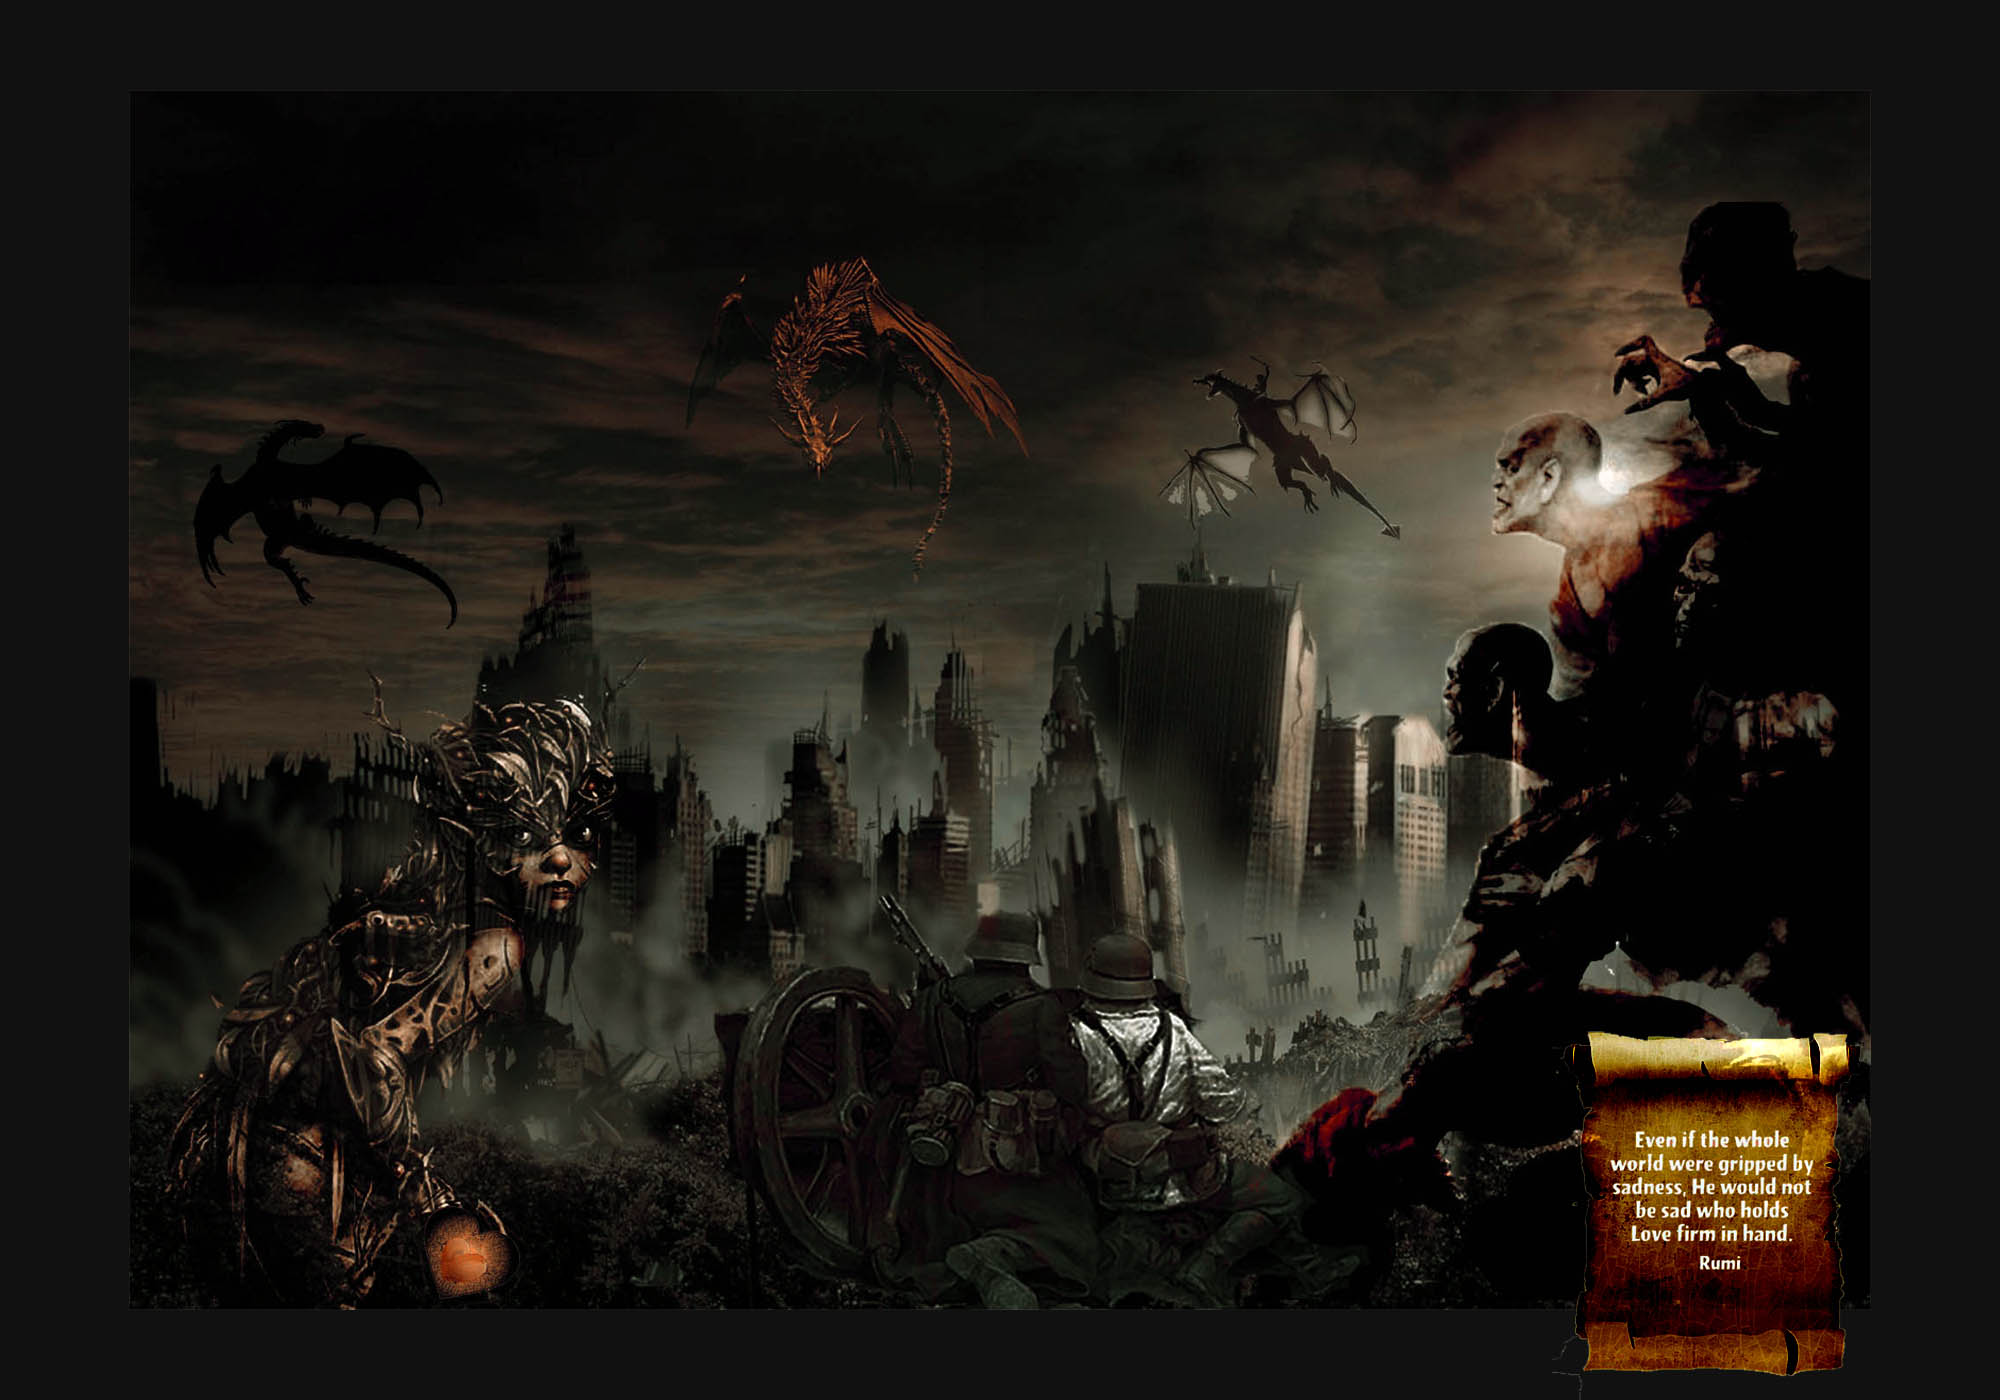 Even if the whole
world were gripped by
sadness, He would not
be sad who holds
Love firm in hand.
Rumi